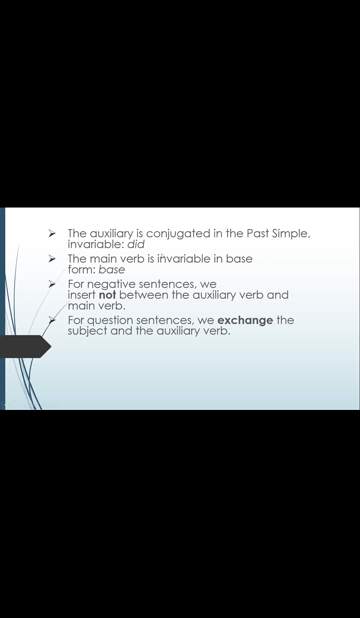 ➢ The auxiliary is conjugated in the Past Simple,
invariable: did
➢ The main verb is invariable in base
form: base
➢ For negative sentences, we
insert not between the auxiliary verb and
main verb.
➢ For question sentences, we exchange the
subject and the auxiliary verb.